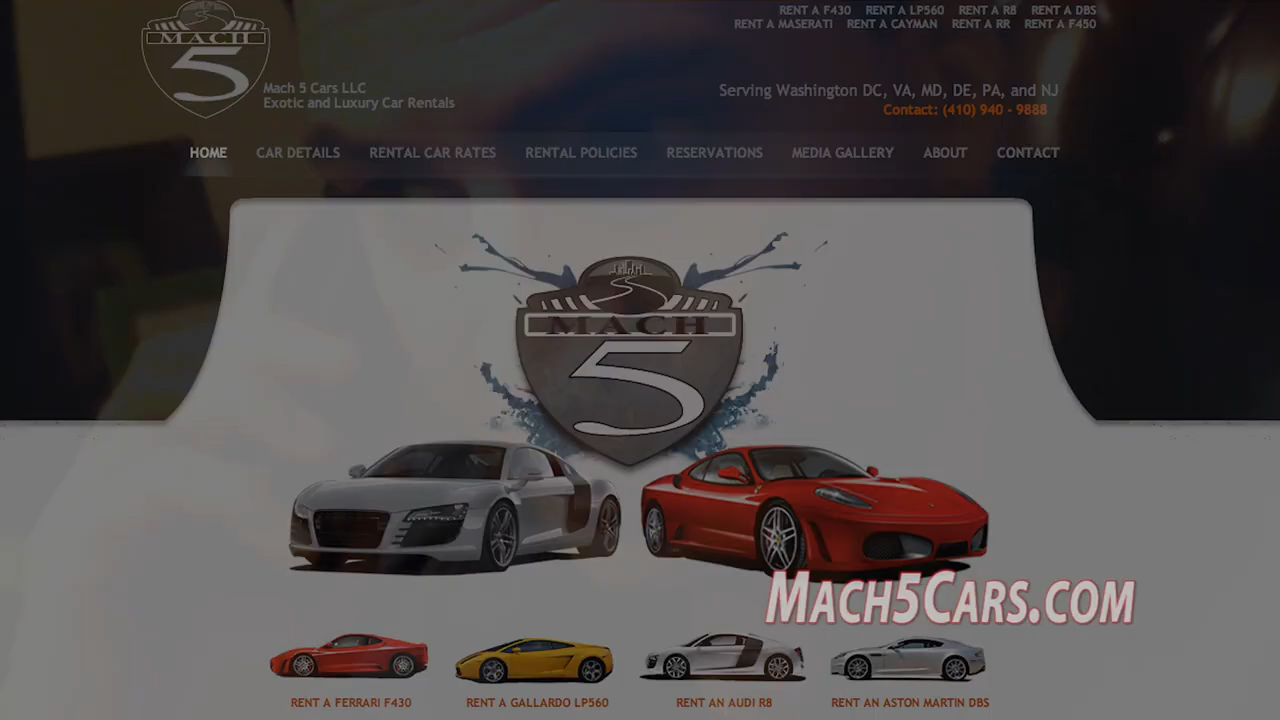 MACH
5
Mach 5 Cars LLC
Exotic and Luxury Car Rentals
RENT A F430 RENT A LP560 RENT A R8 RENT A DBS
RENT A MASERATI RENT A CAYMAN RENT A RR RENT A F450
Serving Washington DC, VA, MD, DE, PA, and NJ
Contact: (410) 940 - 9888
HOME CAR DETAILS RENTAL CAR RATES RENTAL POLICIES RESERVATIONS MEDIA GALLERY ABOUT CONTACT
MACH
5
MACH5CARS.COM
RENT A FERRARI F430 RENT A GALLARDO LP560 RENT AN AUDI R8 RENT AN ASTON MARTIN DBS